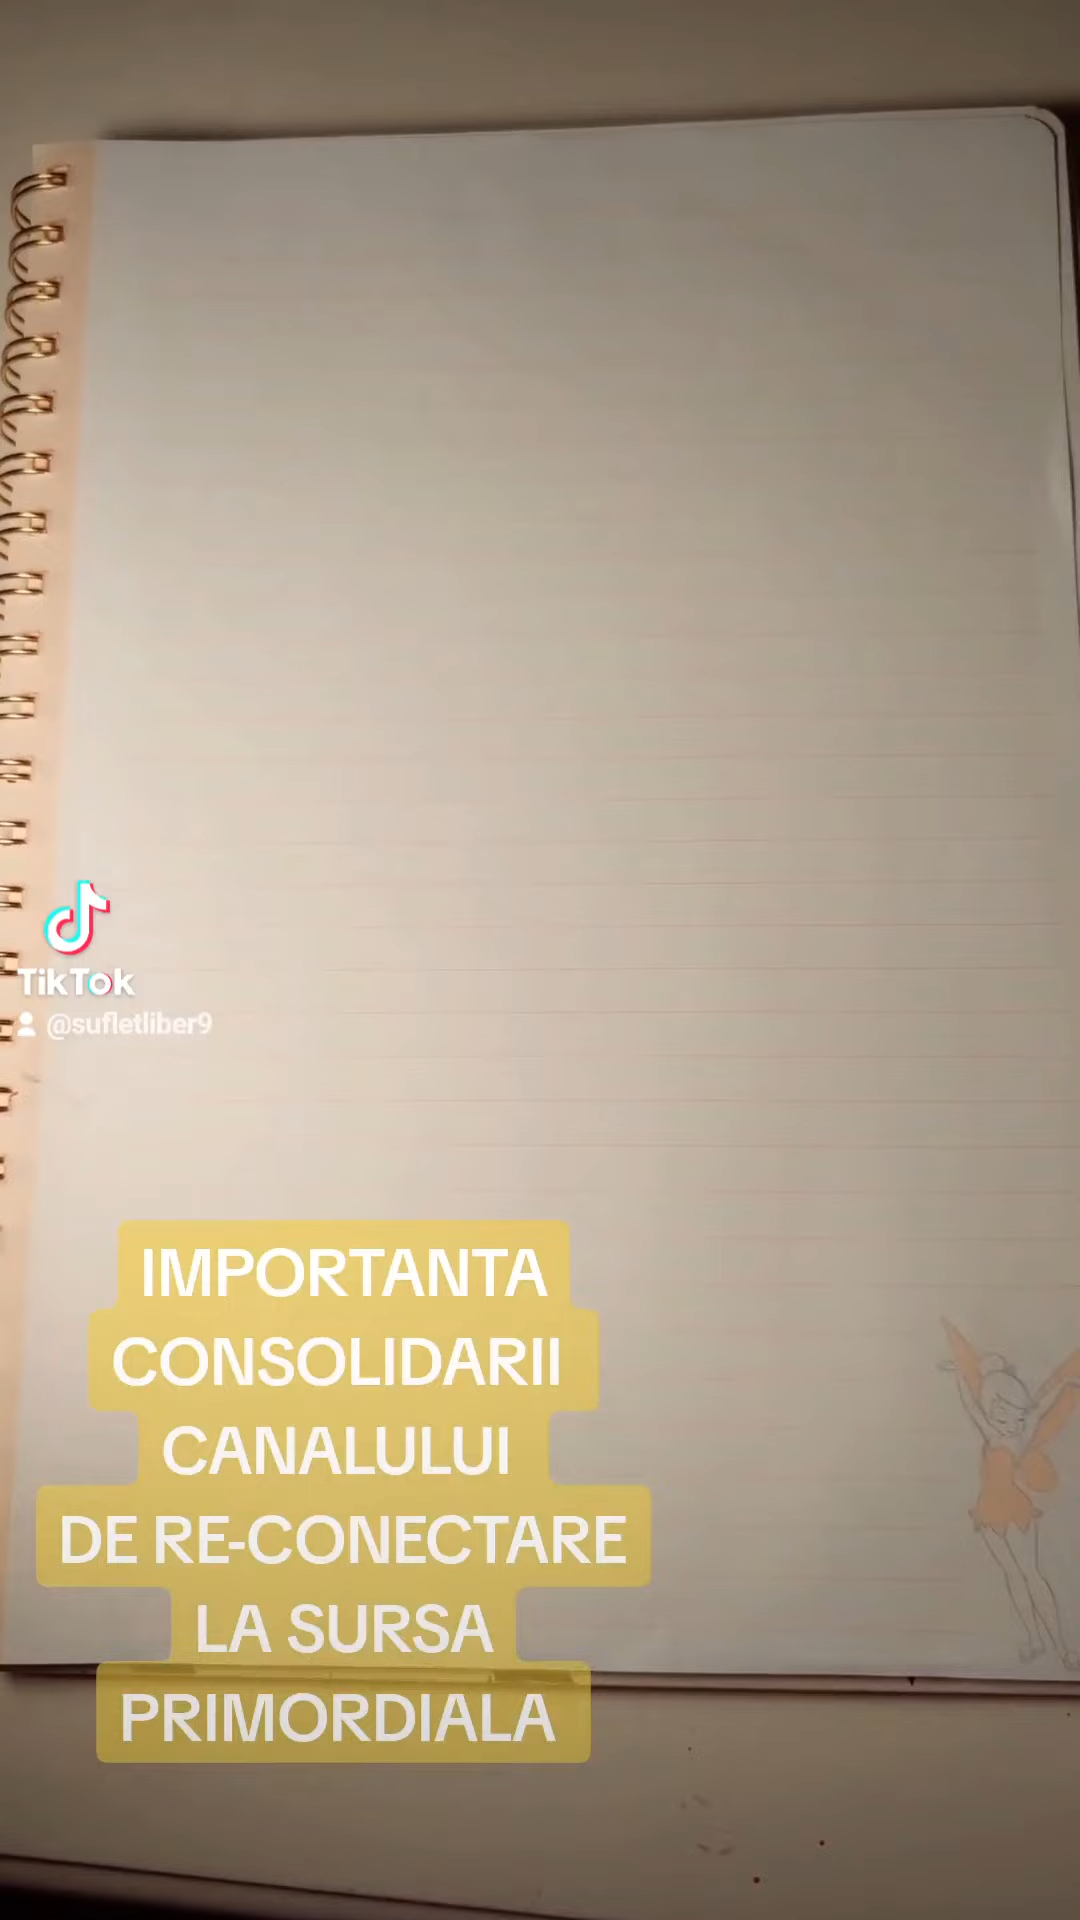 TikTok
@sufletliber9
IMPORTANTA
CONSOLIDARII
CANALULUI
DE RE-CONECTARE
LA SURSA
PRIMORDIALA